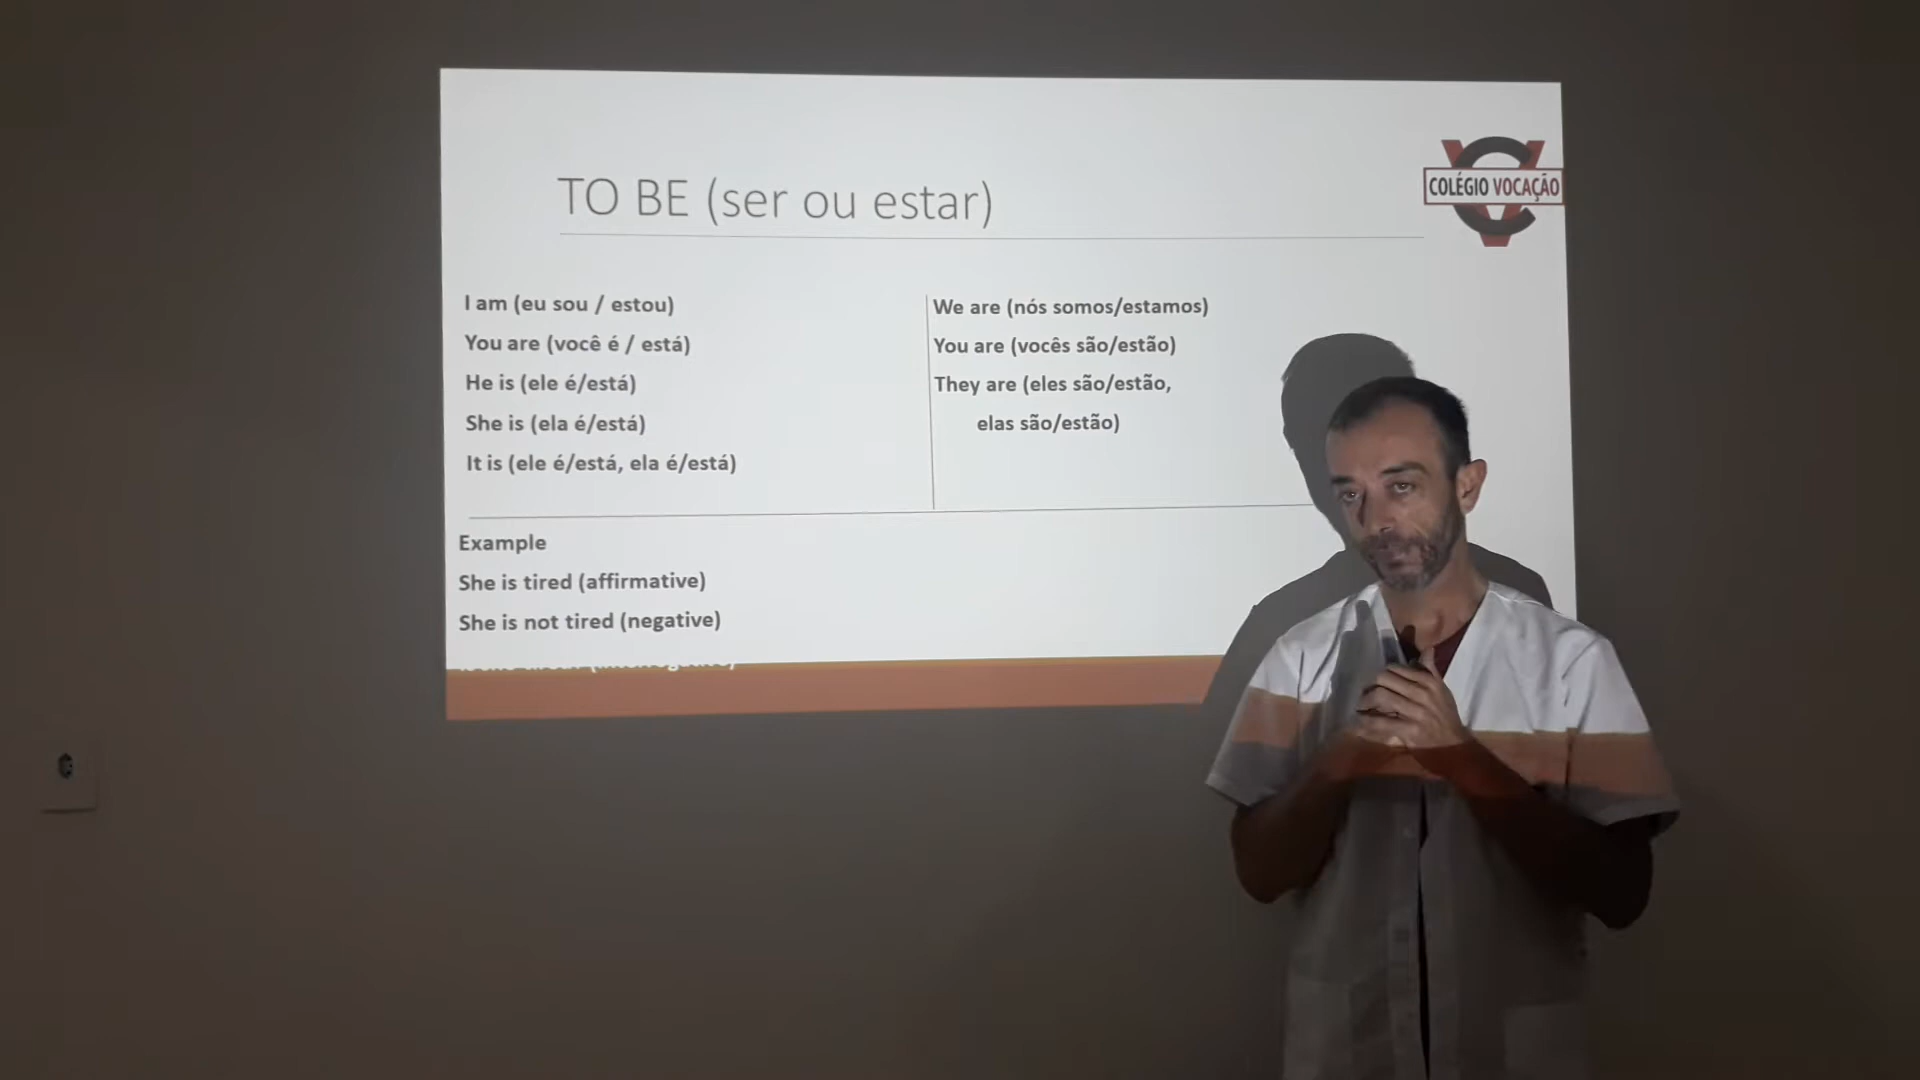 TO BE (ser ou estar)
COLÉGIO VOCAÇÃO
I am (eu sou / estou)
You are (você é / está)
He is (ele é/está)
She is (ela é/está)
It is (ele é/está, ela é/está)
We are (nós somos/estamos)
You are (vocês são/estão)
They are (eles são/estão,
elas são/estão)
Example
She is tired (affirmative)
She is not tired (negative)